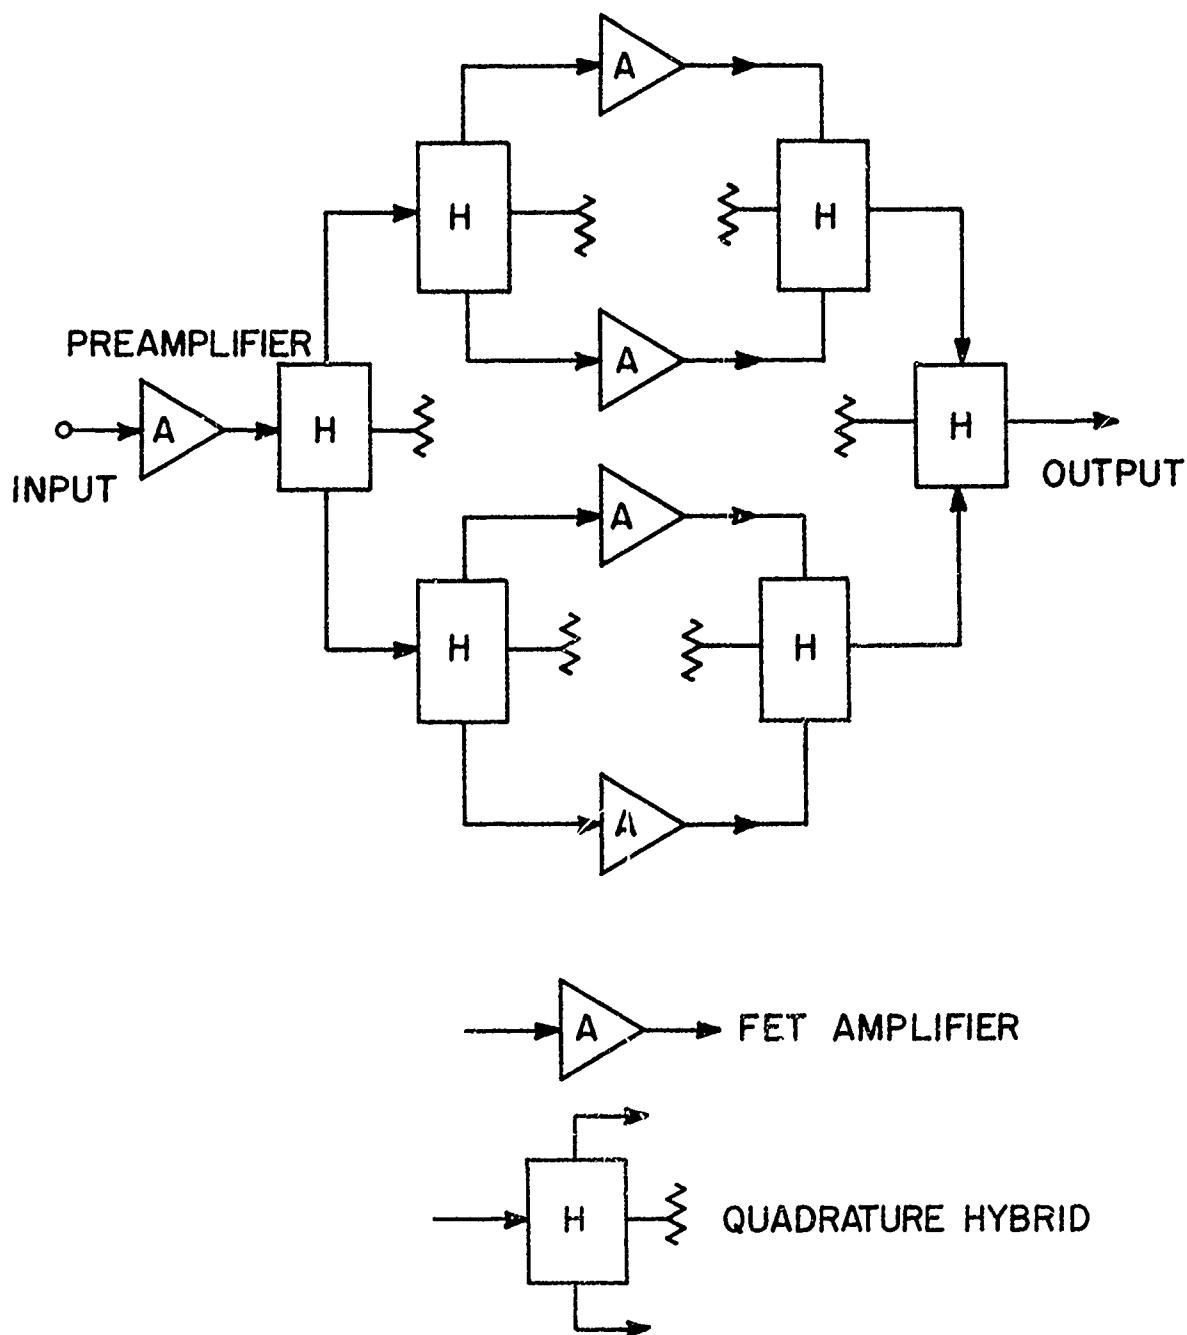 A
H
H
A
PREAMPLIFIER
A
H
H
A
INPUT
OUTPUT
A
H
H
A
A
FET AMPLIFIER
H
QUADRATURE HYBRID